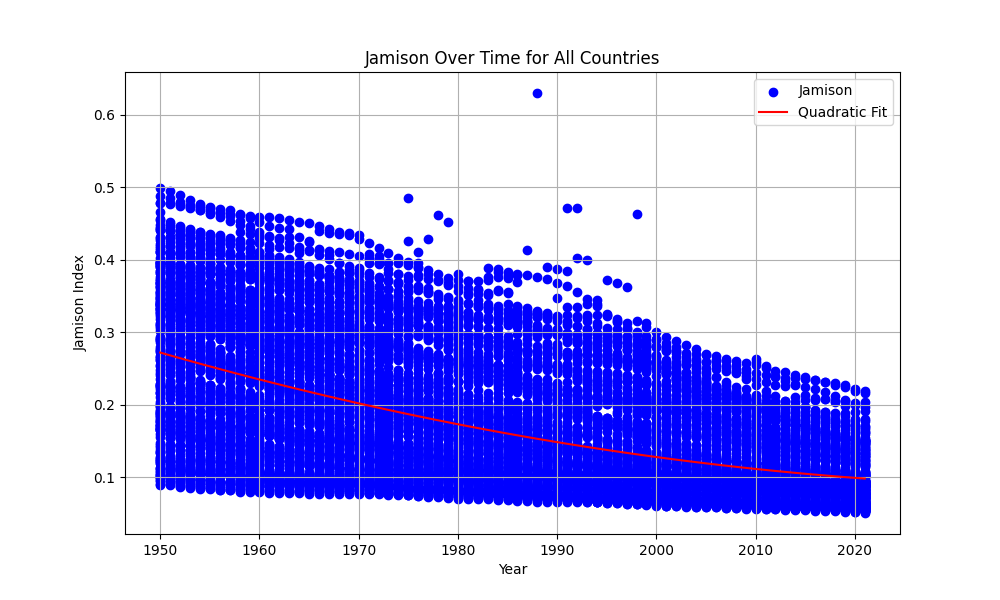 Jamison Over Time for All Countries
Jamison
Quadratic Fit
0.6
0.5
0.4
0.3
0.2
0.1
Jamison Index
1950 1960 1970 1980 1990 2000 2010 2020
Year